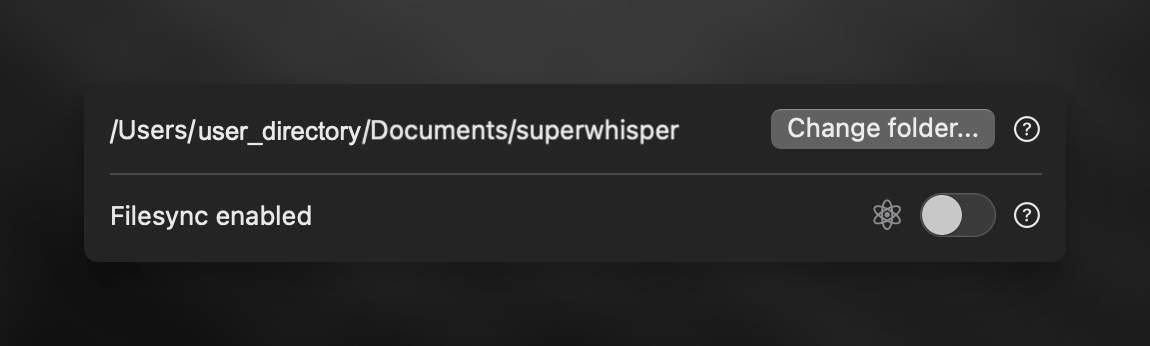 /Users/user_directory/Documents/superwhisper
Change folder...
?
Filesync enabled
?